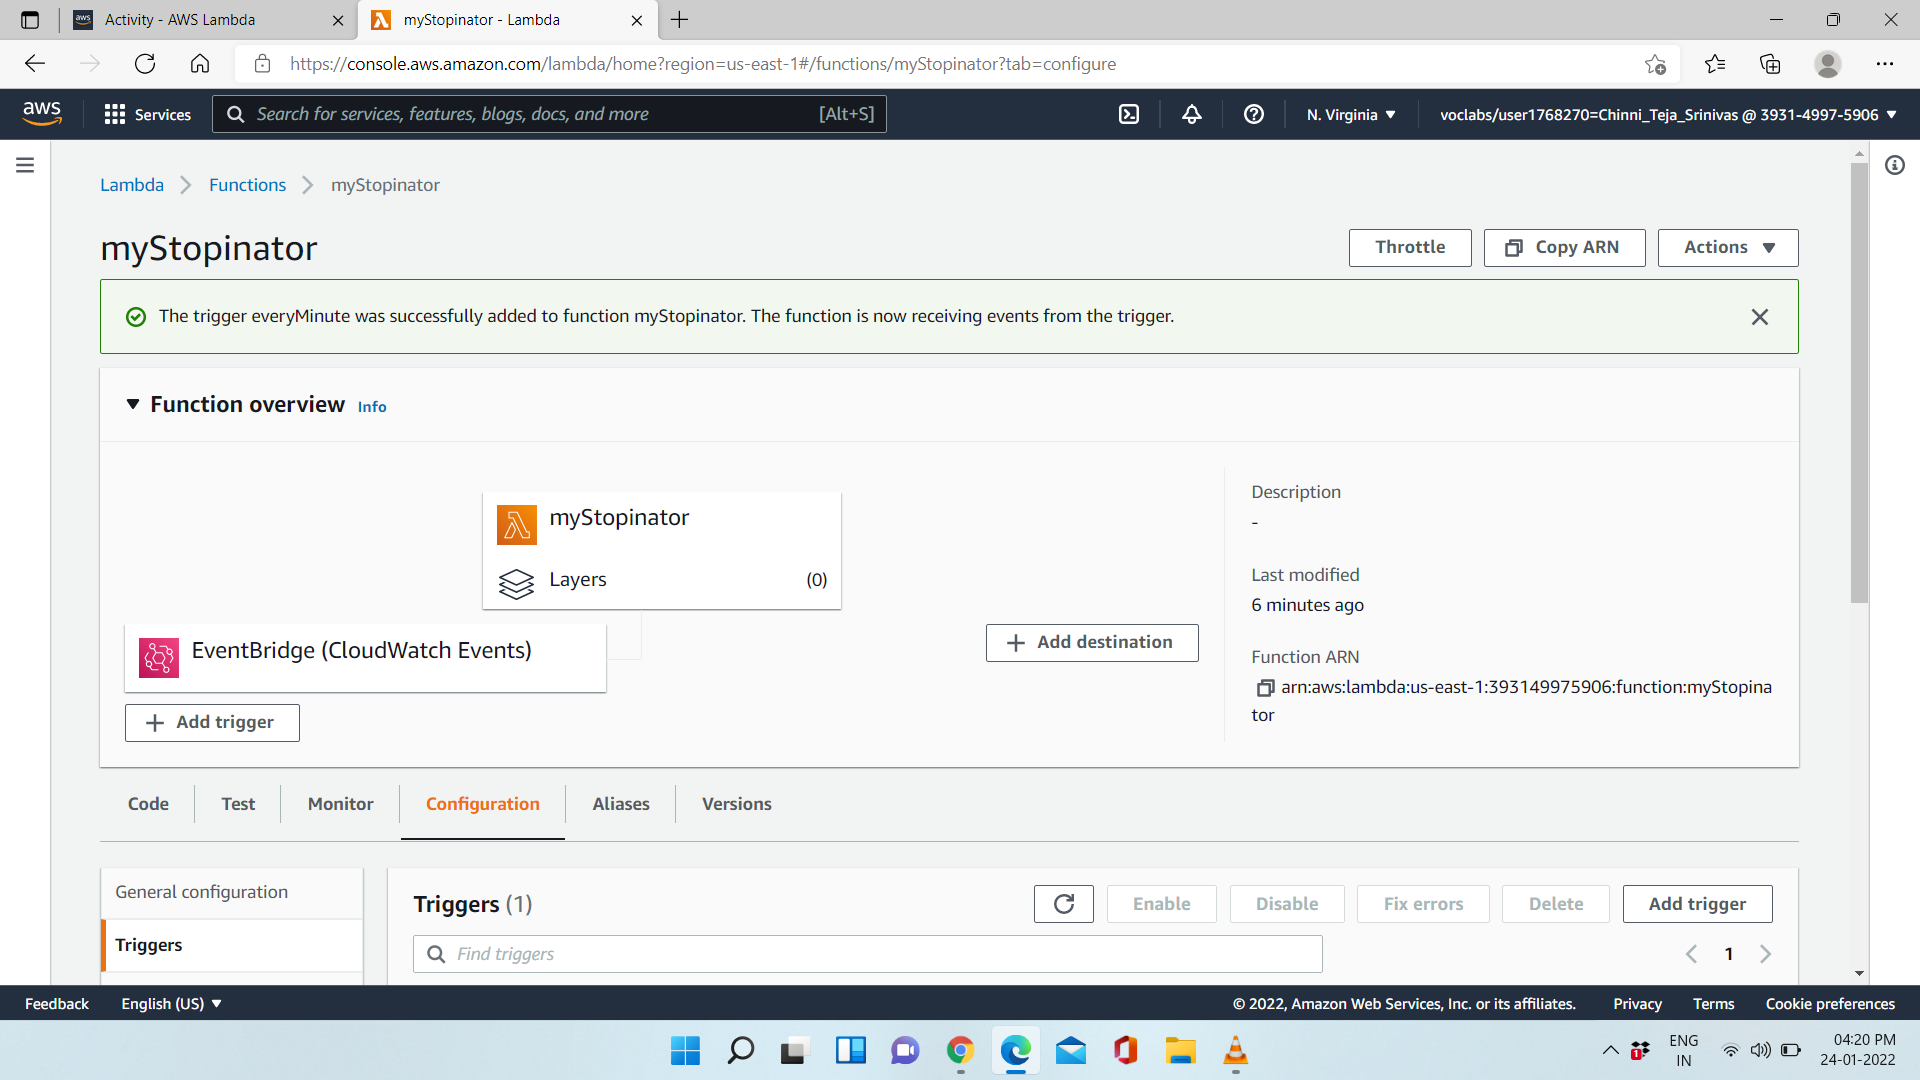 Activity - AWS Lambda
myStopinator - Lambda
https://console.aws.amazon.com/lambda/home?region=us-east-1#/functions/myStopinator?tab=configure
aws
Services
Search for services, features, blogs, docs, and more
[Alt+S]
N. Virginia
voclabs/user1768270=Chinni_Teja_Srinivas @ 3931-4997-5906
Lambda
Functions
myStopinator
myStopinator
Throttle
Copy ARN
Actions
The trigger everyMinute was successfully added to function myStopinator. The function is now receiving events from the trigger.
Function overview
Info
myStopinator
Layers
(0)
EventBridge (CloudWatch Events)
Add trigger
Add destination
Description
-
Last modified
6 minutes ago
Function ARN
arn:aws:lambda:us-east-1:393149975906:function:myStopina
tor
Code
Test
Monitor
Configuration
Aliases
Versions
General configuration
Triggers
Triggers (1)
Enable
Disable
Fix errors
Delete
Add trigger
Find triggers
1
Feedback
English (US)
© 2022, Amazon Web Services, Inc. or its affiliates.
Privacy
Terms
Cookie preferences
1
ENG
IN
04:20 PM
24-01-2022